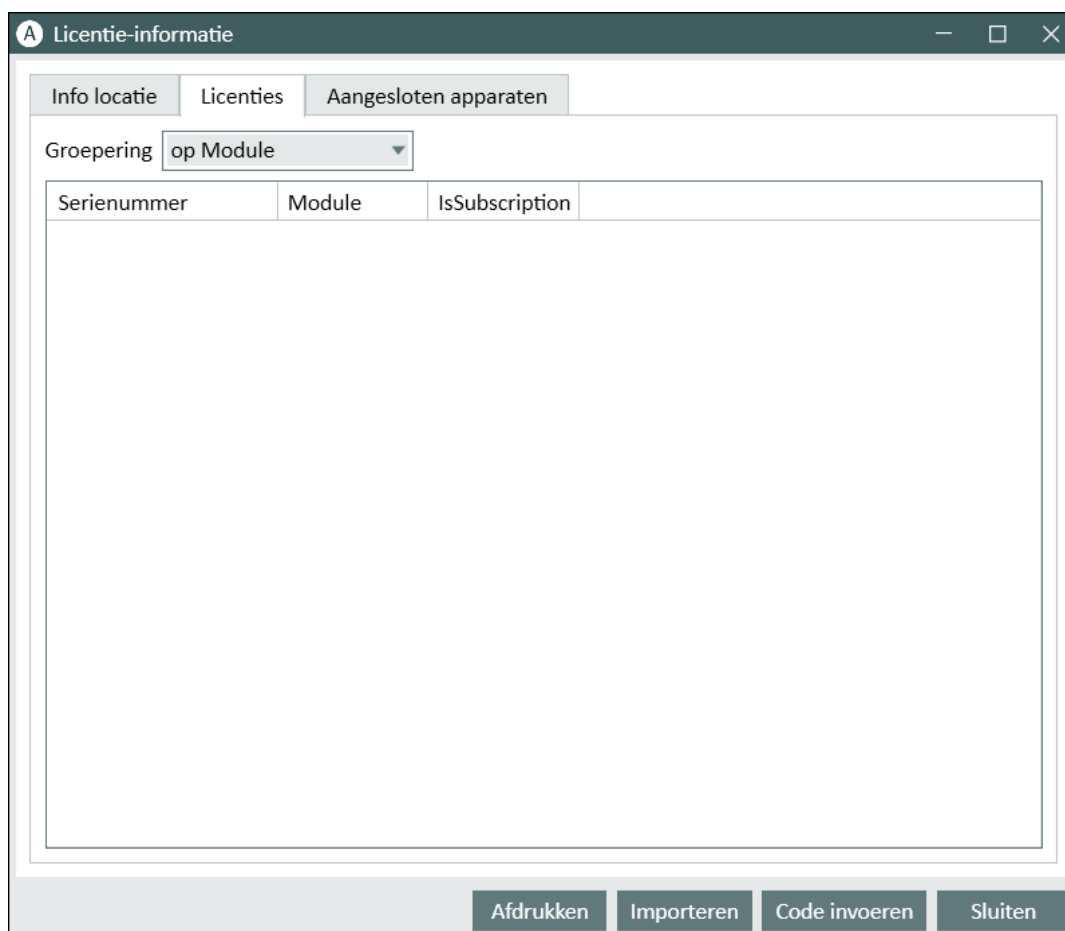 A Licentie-informatie
Info locatie Licenties Aangesloten apparaten
Groepering op Module
Serienummer Module IsSubscription
Afdrukken Importeren Code invoeren Sluiten